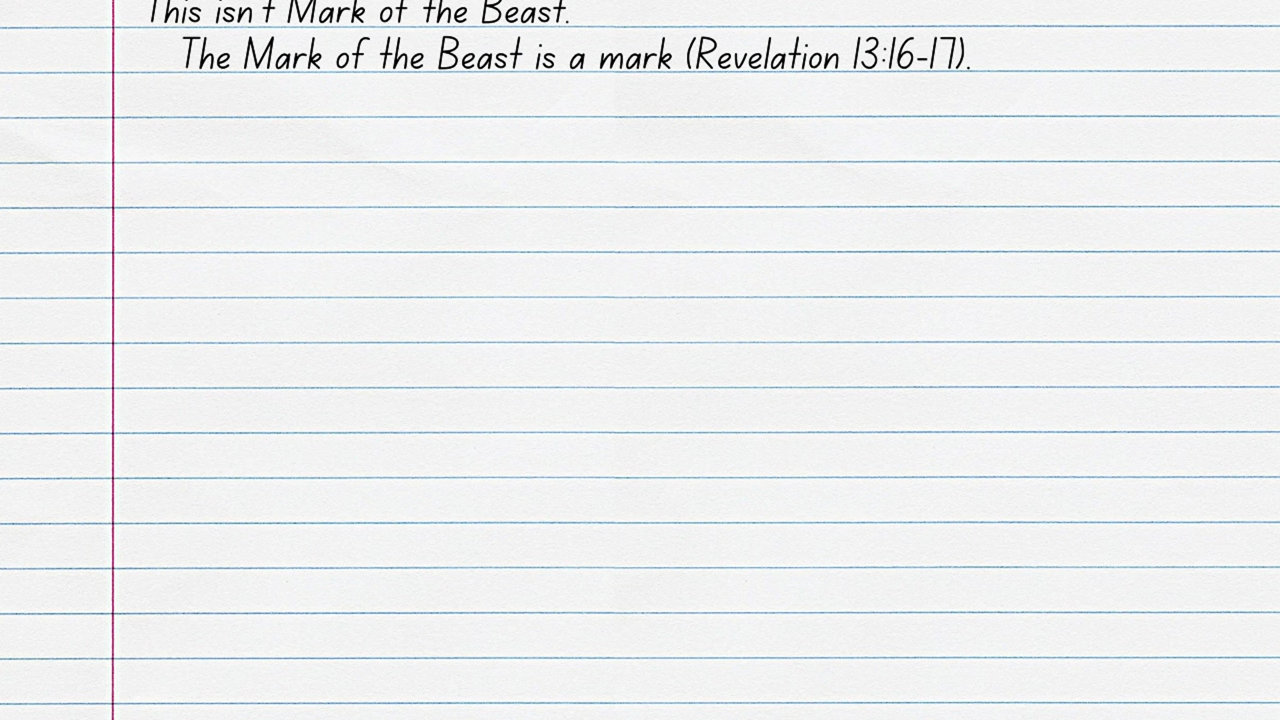 This isn't Mark of the Beast.
The Mark of the Beast is a mark (Revelation 13:16-17).